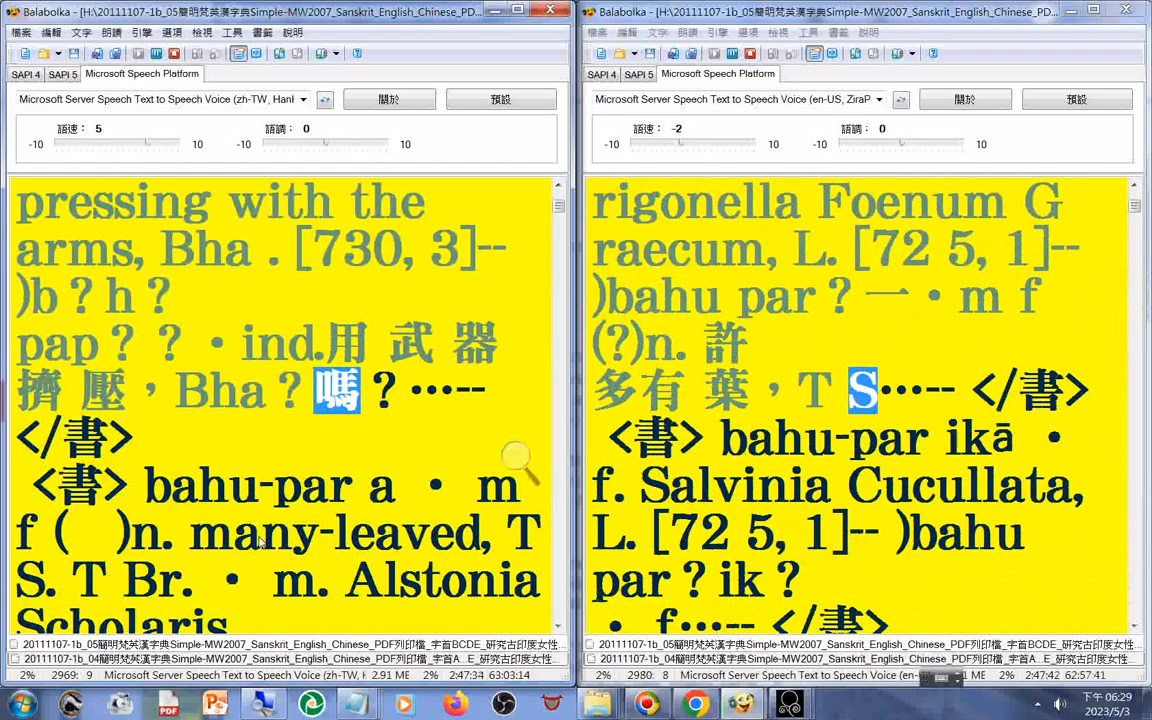 Balabolka - [H:\20111107-1b_05簡明梵英漢字典Simple-MW2007_Sanskrit_English_Chinese_PD...
檔案 編輯 文字 朗讀 引擎 選項 檢視 工具 書籤 說明
SAPI 4 SAPI 5 Microsoft Speech Platform
Microsoft Server Speech Text to Speech Voice (zh-TW, Hanl 關於 預設
語速： 5 語調： 0
-10 10 -10 10
pressing with the
arms, Bha . [730, 3]--
)b？h？
pap？？•ind.用 武 器
擠 壓，Bha？嗎？…--
</書>
<書> bahu-par a • m
f ( )n. many-leaved, T
S. T Br. • m. Alstonia
Scholaris
20111107-1b_05簡明梵英漢字典Simple-MW2007_Sanskrit_English_Chinese_PDF列印檔_字首BCDE_研究古印度女性...
20111107-1b_04簡明梵英漢字典Simple-MW2007_Sanskrit_English_Chinese_PDF列印檔_字首A...E_研究古印度女性...
2% 2969: 9 Microsoft Server Speech Text to Speech Voice (zh-TW, H 2.91 MB 2% 2:47:34 63:03:14
Balabolka - [H:\20111107-1b_05簡明梵英漢字典Simple-MW2007_Sanskrit_English_Chinese_PD...
檔案 編輯 文字 朗讀 引擎 選項 檢視 工具 書籤 說明
SAPI 4 SAPI 5 Microsoft Speech Platform
Microsoft Server Speech Text to Speech Voice (en-US, ZiraP 關於 預設
語速： -2 語調： 0
-10 10 -10 10
rigonella Foenum G
raecum, L. [72 5, 1]--
)bahu par？一•m f
(?)n. 許
多有 葉，T S…-- </書>
<書> bahu-par ikā •
f. Salvinia Cucullata,
L. [72 5, 1]-- )bahu
par？ik？
• f…-- </書>
20111107-1b_05簡明梵英漢字典Simple-MW2007_Sanskrit_English_Chinese_PDF列印檔_字首BCDE_研究古印度女性...
20111107-1b_04簡明梵英漢字典Simple-MW2007_Sanskrit_English_Chinese_PDF列印檔_字首A...E_研究古印度女性...
2% 2980: 8 Microsoft Server Speech Text to Speech 2% 2:47:54 62:57:41
PDF
下午 06:29
2023/5/3